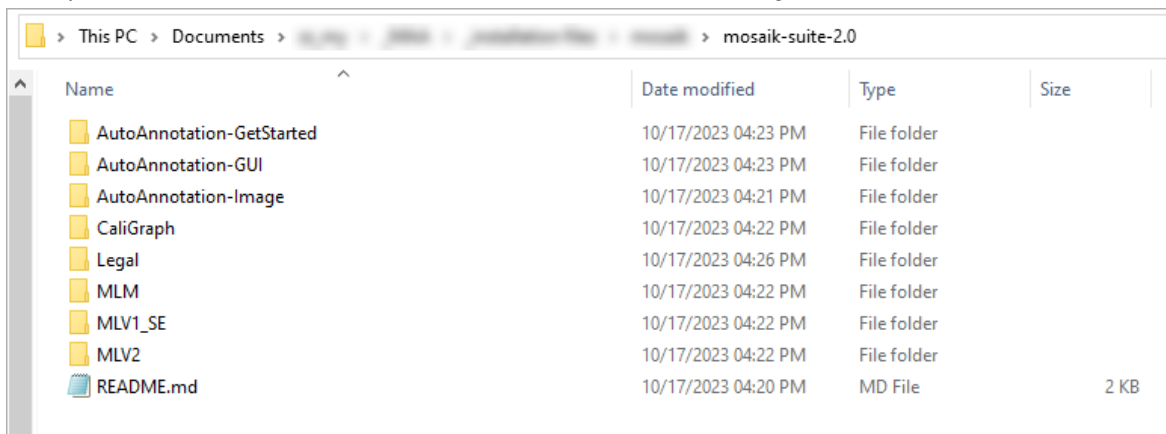 This PC > Documents > > mosaik-suite-2.0
Name Date modified Type Size
AutoAnnotation-GetStarted 10/17/2023 04:23 PM File folder
AutoAnnotation-GUI 10/17/2023 04:23 PM File folder
AutoAnnotation-Image 10/17/2023 04:21 PM File folder
CaliGraph 10/17/2023 04:22 PM File folder
Legal 10/17/2023 04:26 PM File folder
MLM 10/17/2023 04:22 PM File folder
MLV1_SE 10/17/2023 04:22 PM File folder
MLV2 10/17/2023 04:22 PM File folder
README.md 10/17/2023 04:20 PM MD File 2 KB